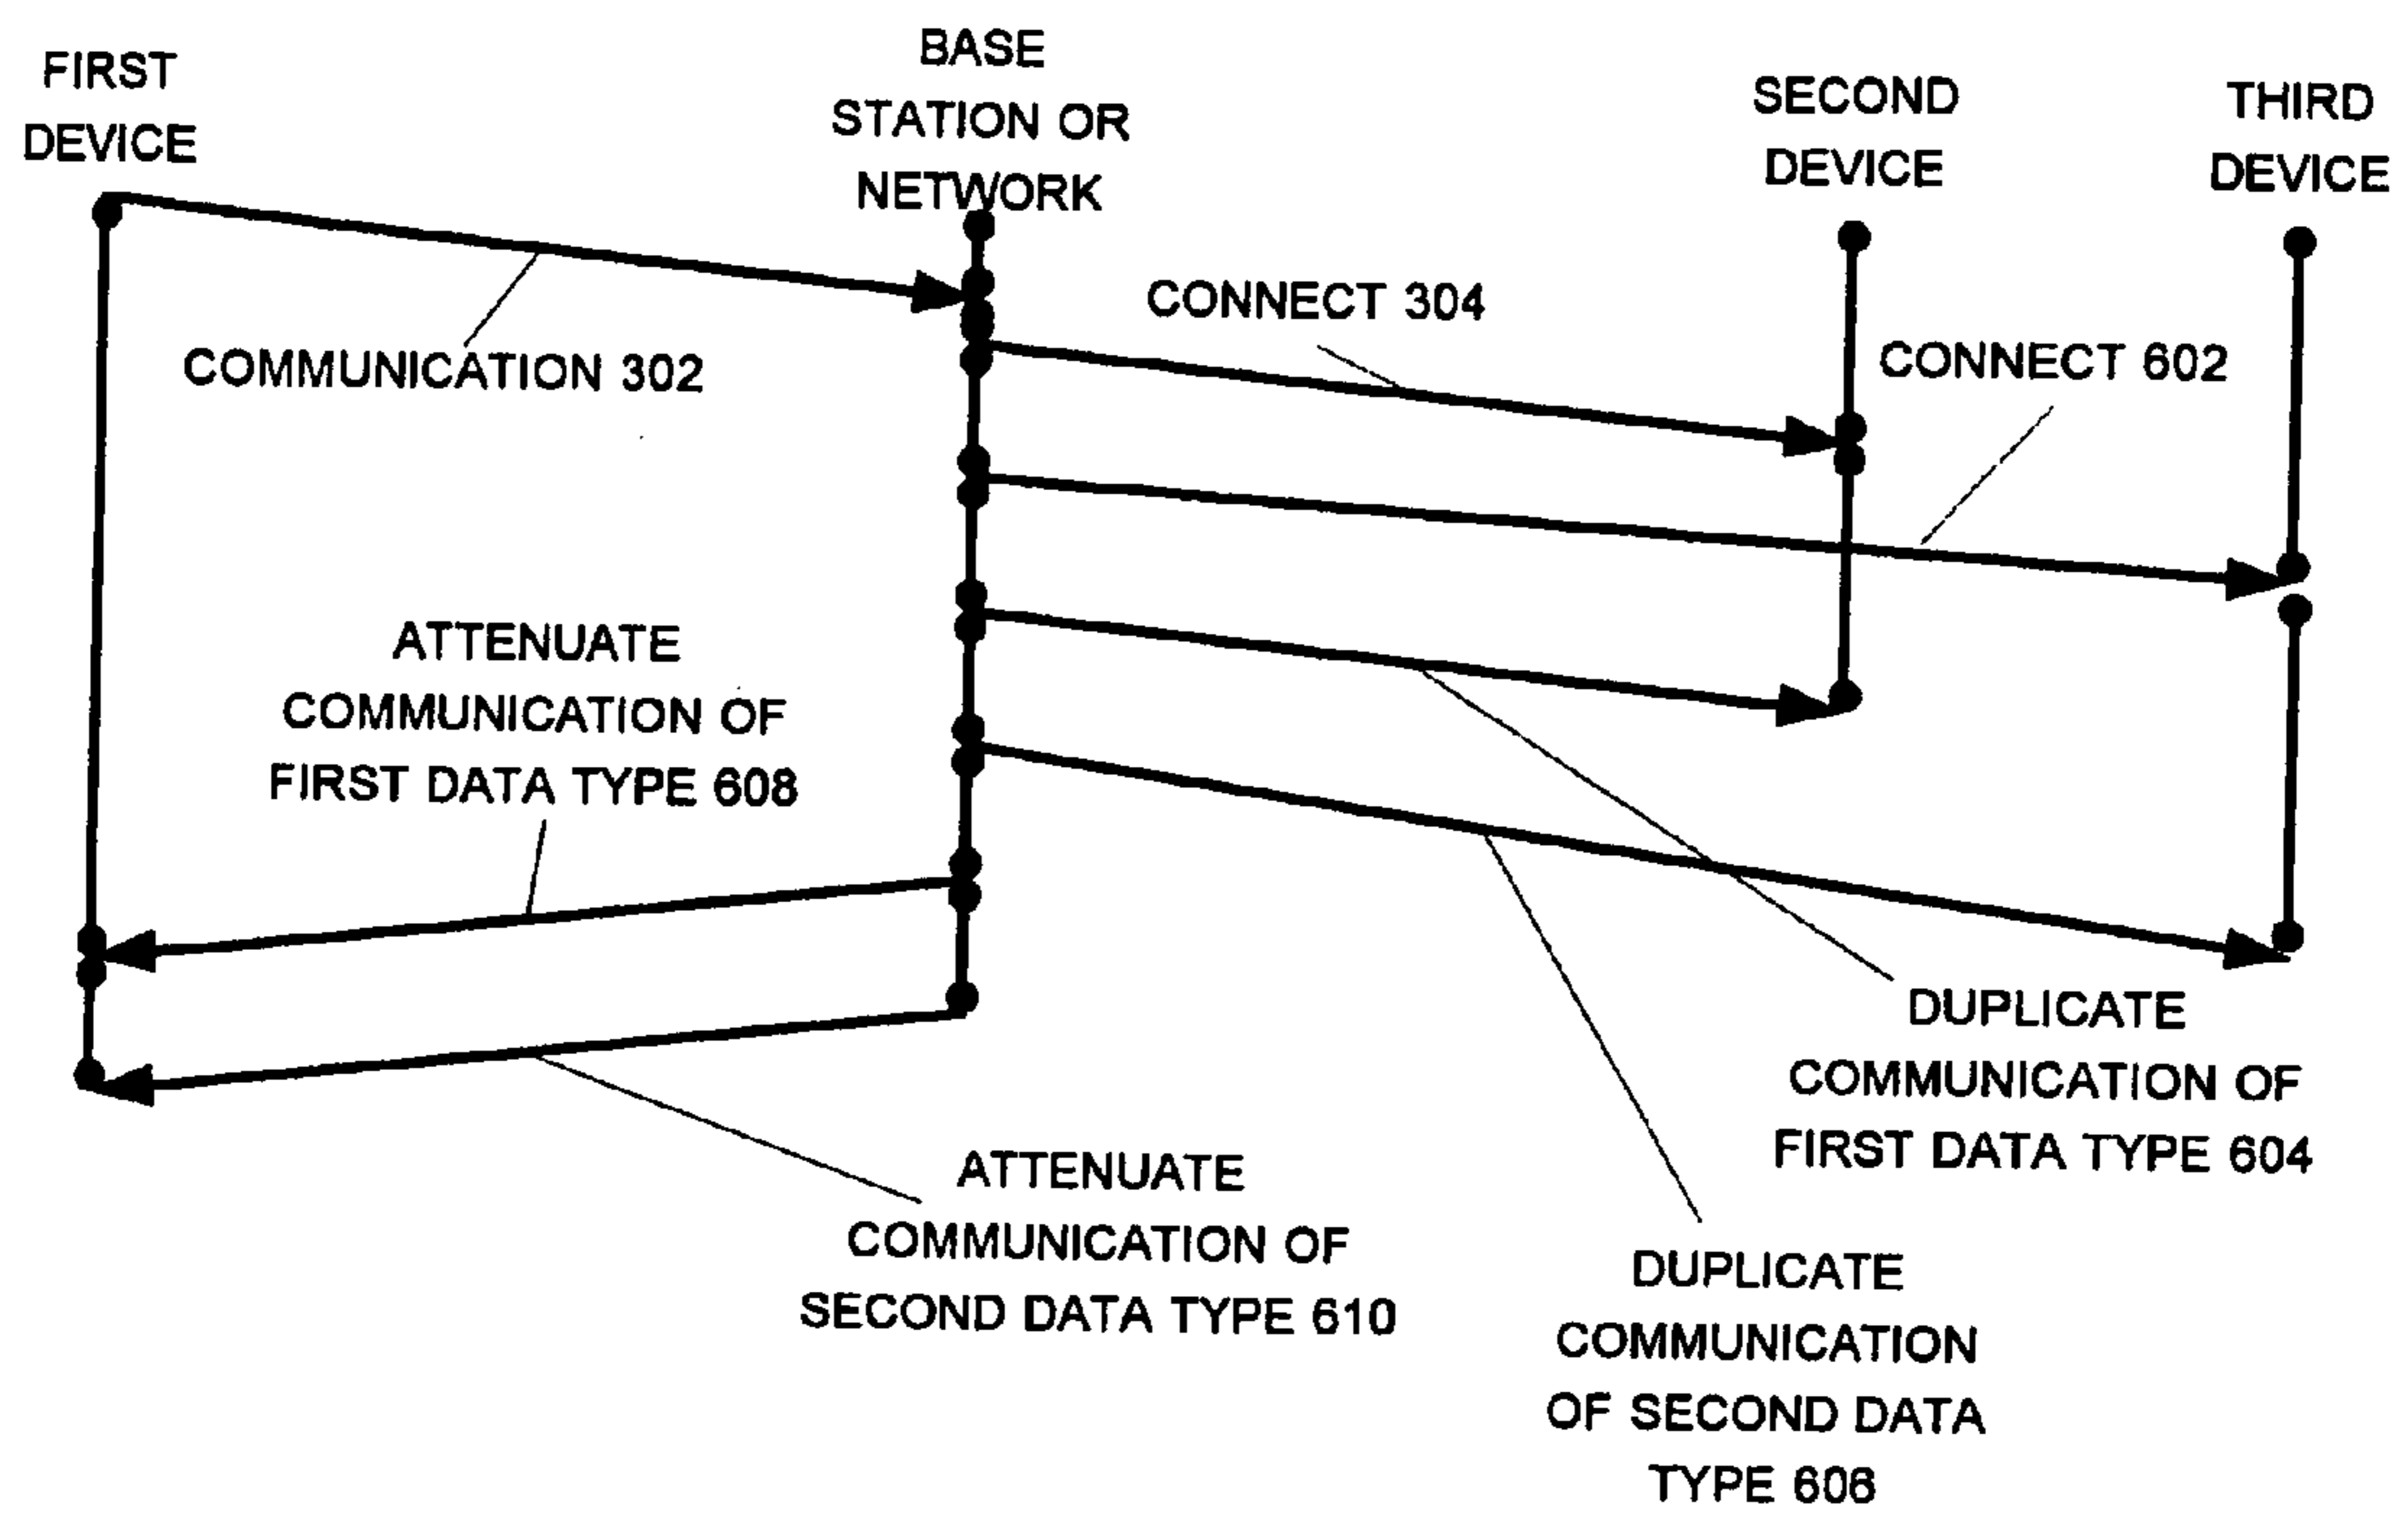 FIRST
DEVICE
BASE
STATION OR
NETWORK
SECOND
DEVICE
THIRD
DEVICE
COMMUNICATION 302
CONNECT 304
CONNECT 602
ATTENUATE
COMMUNICATION OF
FIRST DATA TYPE 608
DUPLICATE
COMMUNICATION OF
FIRST DATA TYPE 604
ATTENUATE
COMMUNICATION OF
SECOND DATA TYPE 610
DUPLICATE
COMMUNICATION
OF SECOND DATA
TYPE 606